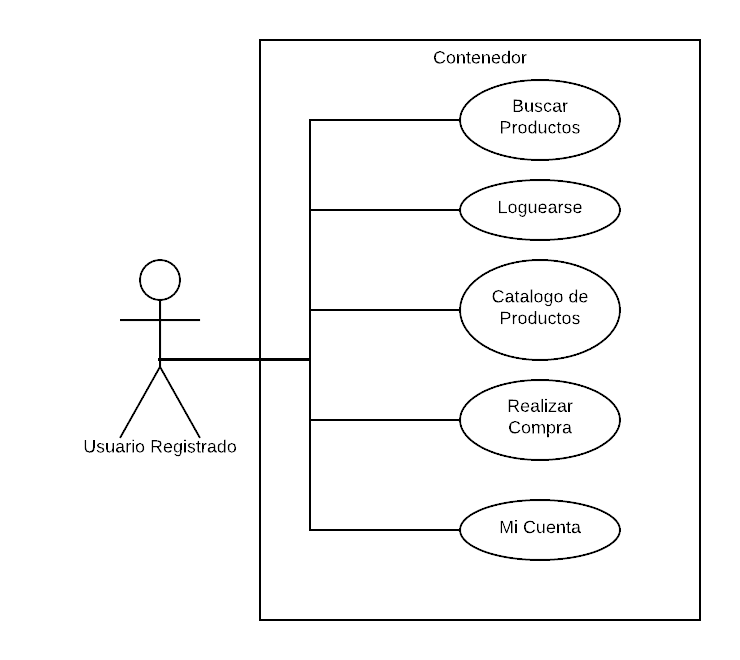 Contenedor
Buscar
Productos
Loguearse
Catalogo de
Productos
Realizar
Compra
Usuario Registrado
Mi Cuenta